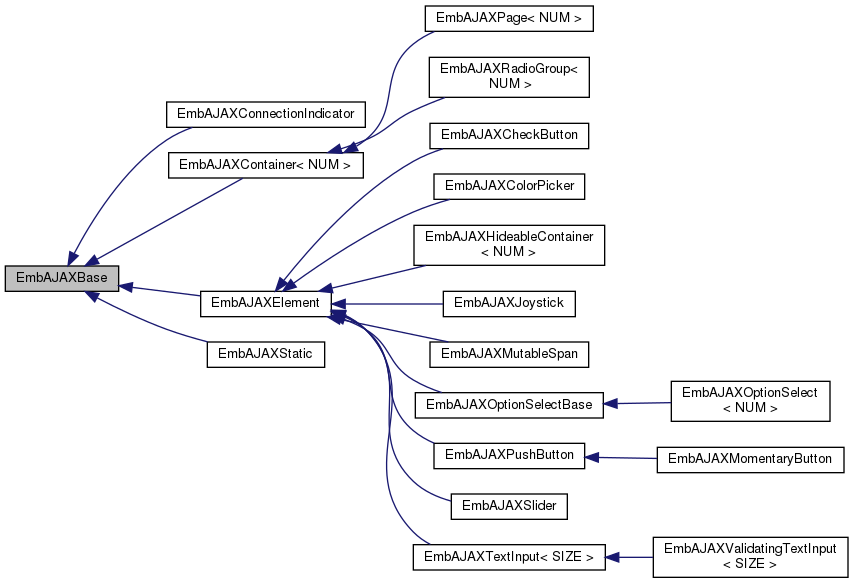 EmbAJAXPage< NUM >
EmbAJAXRadioGroup<
NUM >
EmbAJAXConnectionIndicator
EmbAJAXCheckButton
EmbAJAXContainer< NUM >
EmbAJAXColorPicker
EmbAJAXHideableContainer
< NUM >
EmbAJAXBase
EmbAJAXElement
EmbAJAXJoystick
EmbAJAXStatic
EmbAJAXMutableSpan
EmbAJAXOptionSelectBase
EmbAJAXOptionSelect
< NUM >
EmbAJAXPushButton
EmbAJAXMomentaryButton
EmbAJAXSlider
EmbAJAXTextInput< SIZE >
EmbAJAXValidatingTextInput
< SIZE >